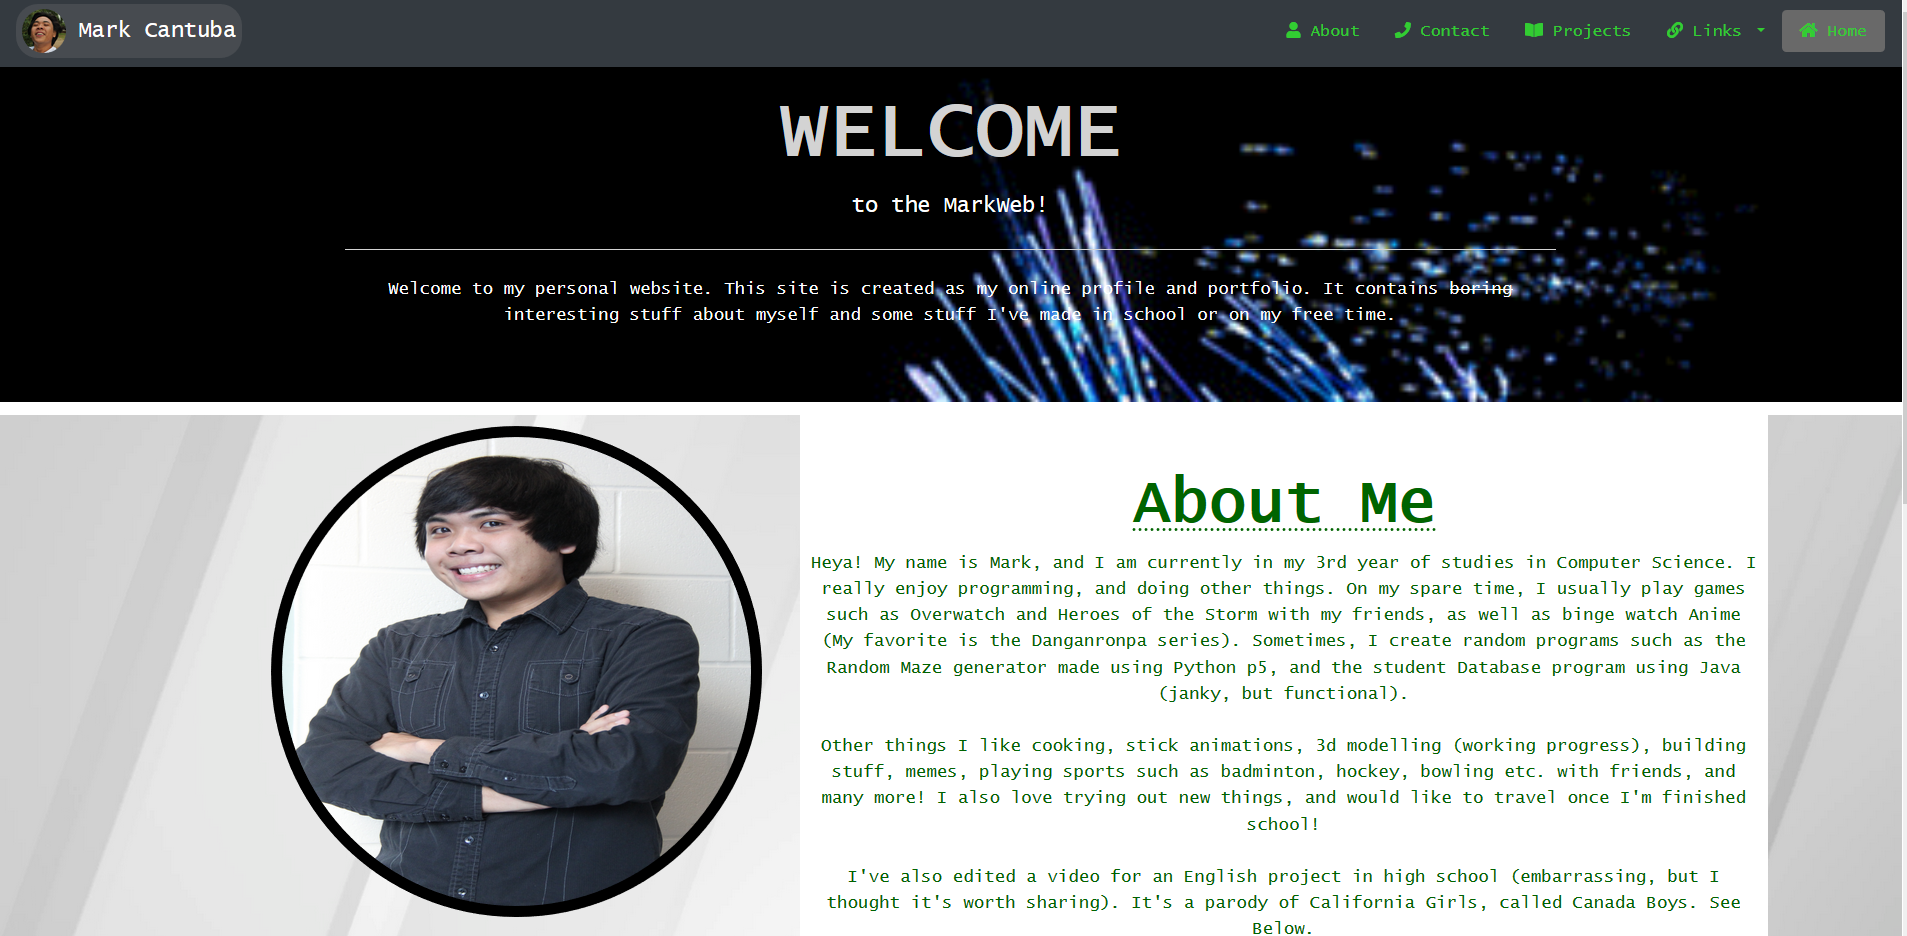 Mark Cantuba
About
Contact
Projects
Links
Home
WELCOME
to the MarkWeb!
Welcome to my personal website. This site is created as my online profile and portfolio. It contains boring
interesting stuff about myself and some stuff I've made in school or on my free time.
About Me
Heya! My name is Mark, and I am currently in my 3rd year of studies in Computer Science. I
really enjoy programming, and doing other things. On my spare time, I usually play games
such as Overwatch and Heroes of the Storm with my friends, as well as binge watch Anime
(My favorite is the Danganronpa series). Sometimes, I create random programs such as the
Random Maze generator made using Python p5, and the student Database program using Java
(janky, but functional).
Other things I like cooking, stick animations, 3d modelling (working progress), building
stuff, memes, playing sports such as badminton, hockey, bowling etc. with friends, and
many more! I also love trying out new things, and would like to travel once I'm finished
school!
I've also edited a video for an English project in high school (embarrassing, but I
thought it's worth sharing). It's a parody of California Girls, called Canada Boys. See
Below.